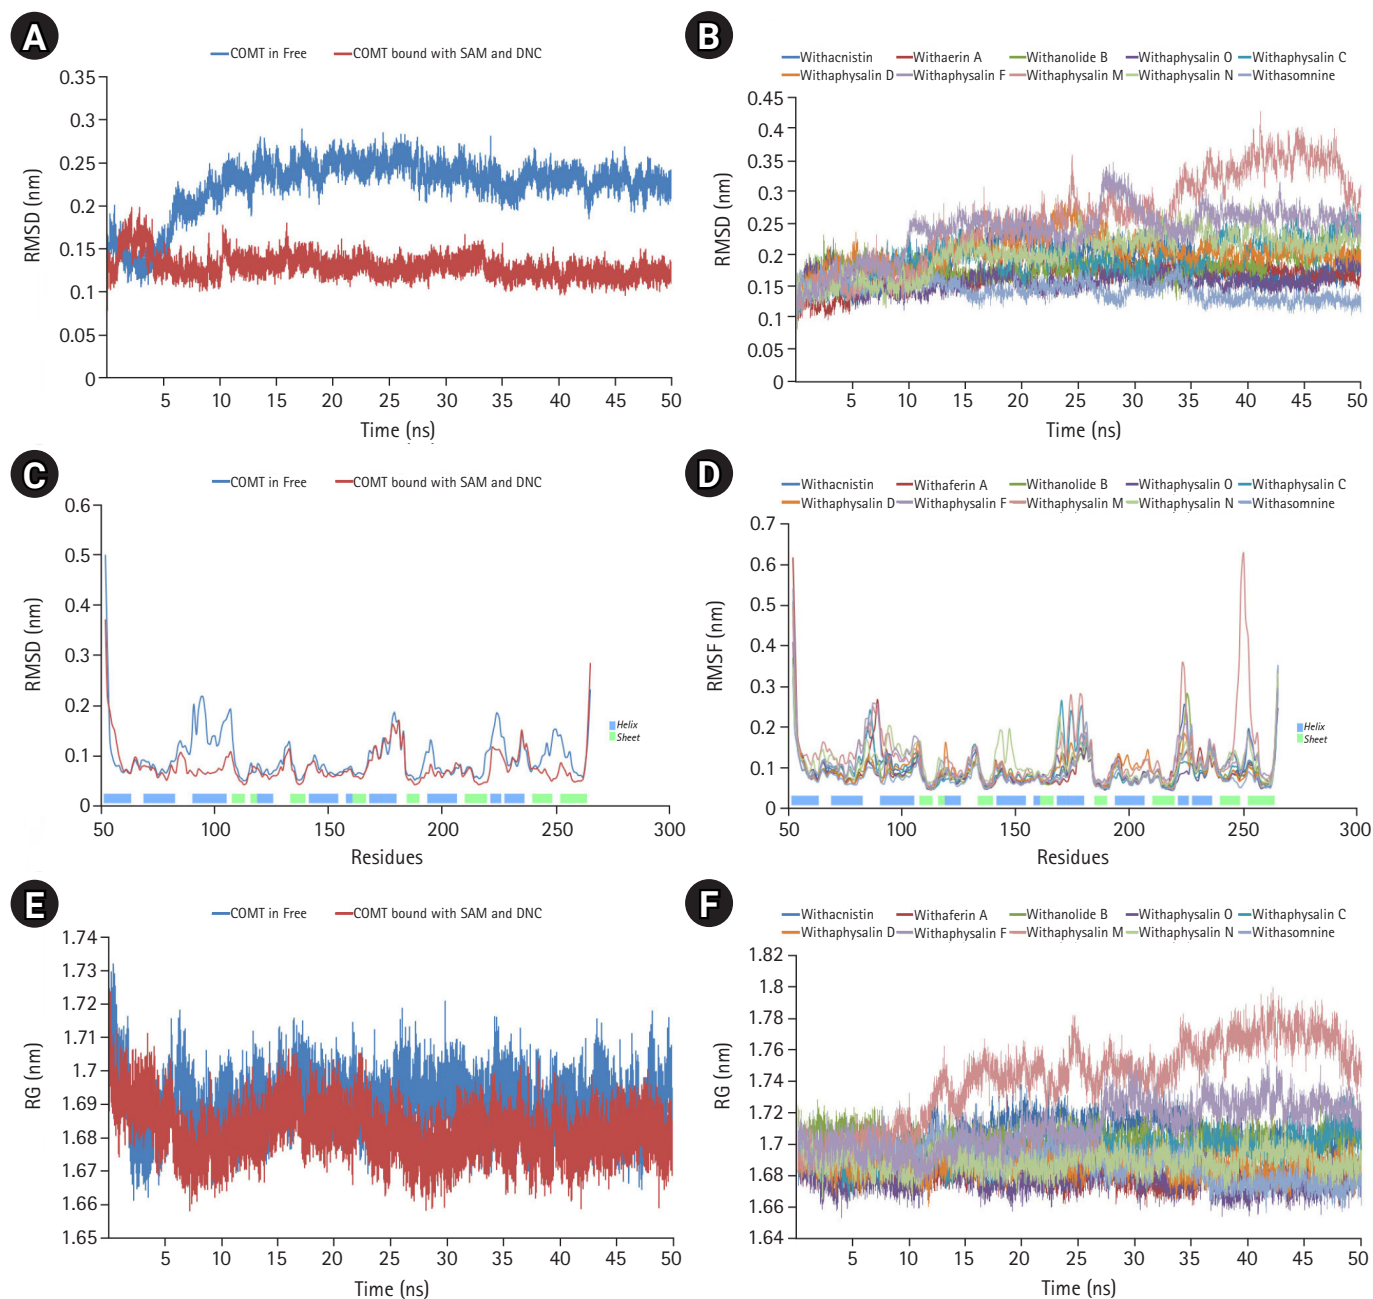 A
COMT in Free COMT bound with SAM and DNC
0.35
0.3
0.25
0.2
0.15
0.1
0.05
0
RMSD (nm)
5 10 15 20 25 30 35 40 45 50
Time (ns)
B
Withacnistin Withaerin A Withanolide B Withaphysalin O Withaphysalin C
Withaphysalin D Withaphysalin F Withaphysalin M Withaphysalin N Withasomnine
0.45
0.4
0.35
0.3
0.25
0.2
0.15
0.1
0.05
0
RMSD (nm)
5 10 15 20 25 30 35 40 45 50
Time (ns)
C
COMT in Free COMT bound with SAM and DNC
0.6
0.5
0.4
0.3
0.2
0.1
0
RMSD (nm)
Helix
Sheet
50 100 150 200 250 300
Residues
D
Withacnistin Withaferin A Withanolide B Withaphysalin O Withaphysalin C
Withaphysalin D Withaphysalin F Withaphysalin M Withaphysalin N Withasomnine
0.7
0.6
0.5
0.4
0.3
0.2
0.1
0
RMSF (nm)
Helix
Sheet
50 100 150 200 250 300
Residues
E
COMT in Free COMT bound with SAM and DNC
1.74
1.73
1.72
1.71
1.7
1.69
1.68
1.67
1.66
1.65
RG (nm)
5 10 15 20 25 30 35 40 45 50
Time (ns)
F
Withacnistin Withaferin A Withanolide B Withaphysalin O Withaphysalin C
Withaphysalin D Withaphysalin F Withaphysalin M Withaphysalin N Withasomnine
1.82
1.8
1.78
1.76
1.74
1.72
1.7
1.68
1.66
1.64
RG (nm)
5 10 15 20 25 30 35 40 45 50
Time (ns)